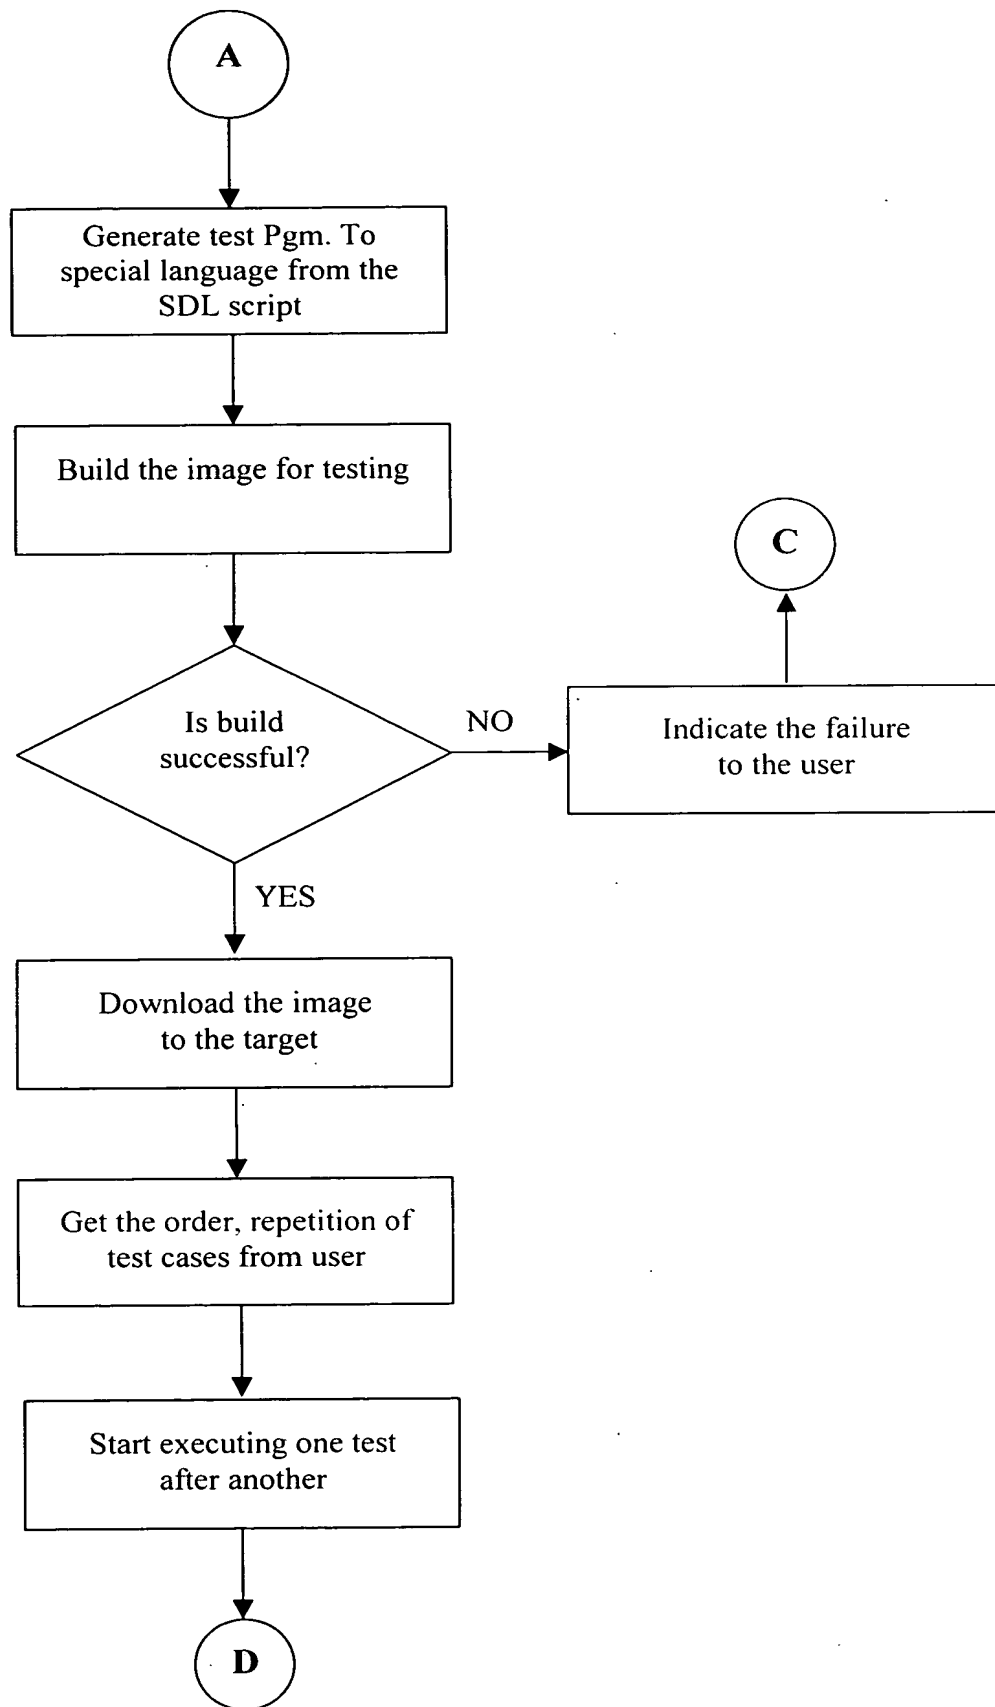 A
Generate test Pgm. To
special language from the
SDL script
Build the image for testing
C
Is build
successful?
NO
Indicate the failure
to the user
YES
Download the image
to the target
Get the order, repetition of
test cases from user
Start executing one test
after another
D